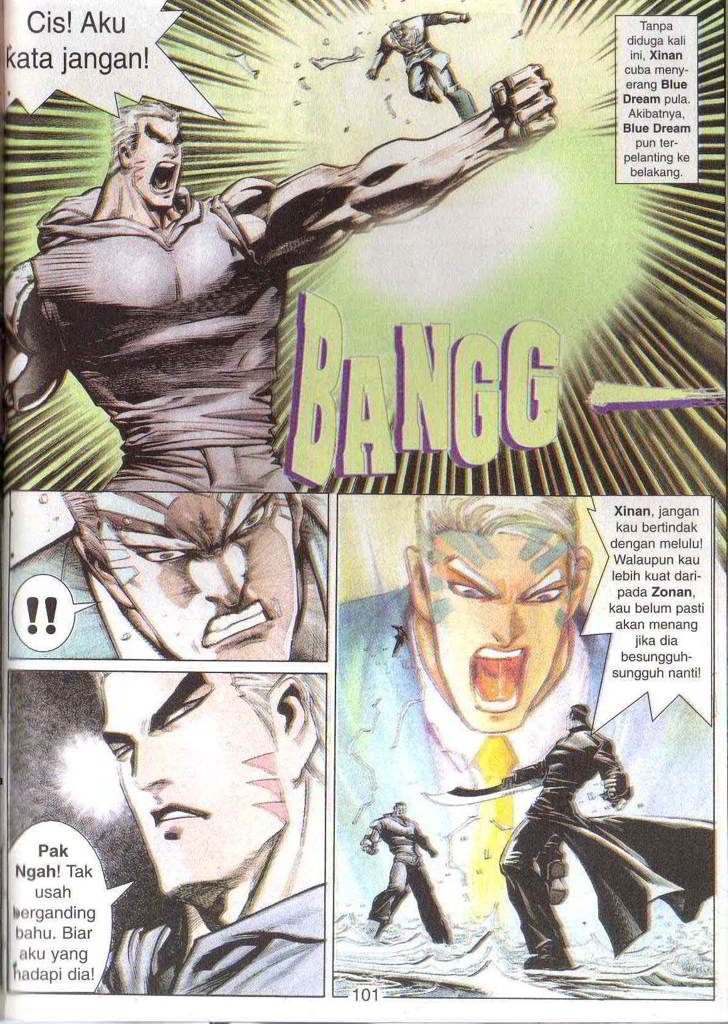 Cis! Aku
kata jangan!
Tanpa
diduga kali
ini, Xinan
cuba meny-
erang Blue
Dream pula.
Akibatnya,
Blue Dream
pun ter-
pelanting ke
belakang.
BANGG
!!
Xinan, jangan
kau bertindak
dengan melulu!
Walaupun kau
lebih kuat dari-
pada Zonan,
kau belum pasti
akan menang
jika dia
besungguh-
sungguh nanti!
Pak
Ngah! Tak
usah
berganding
bahu. Biar
aku yang
hadapi dia!
101